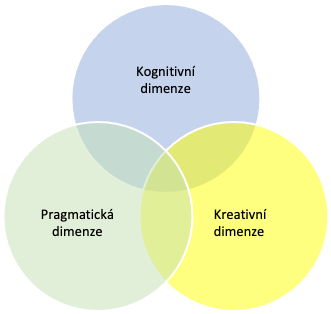 Kognitivní
dimenze
Pragmatická
dimenze
Kreativní
dimenze